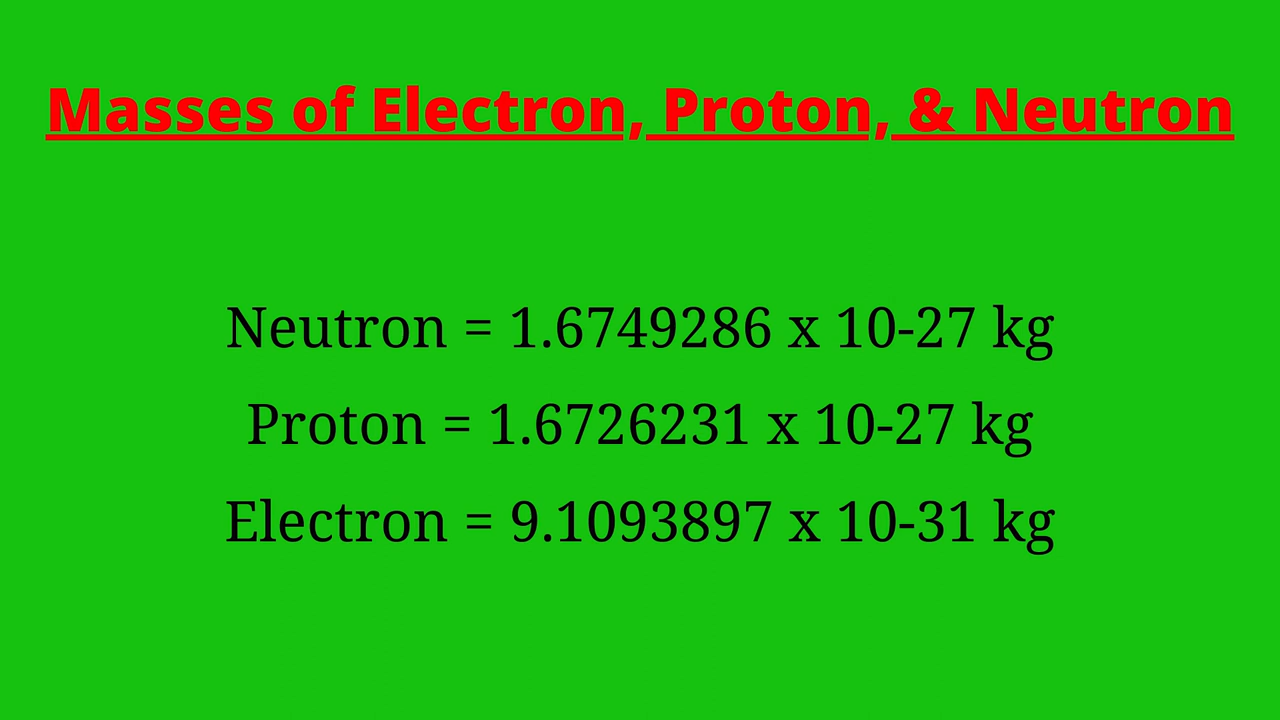 Masses of Electron, Proton, & Neutron
Neutron = 1.6749286 x 10-27 kg
Proton = 1.6726231 x 10-27 kg
Electron = 9.1093897 x 10-31 kg